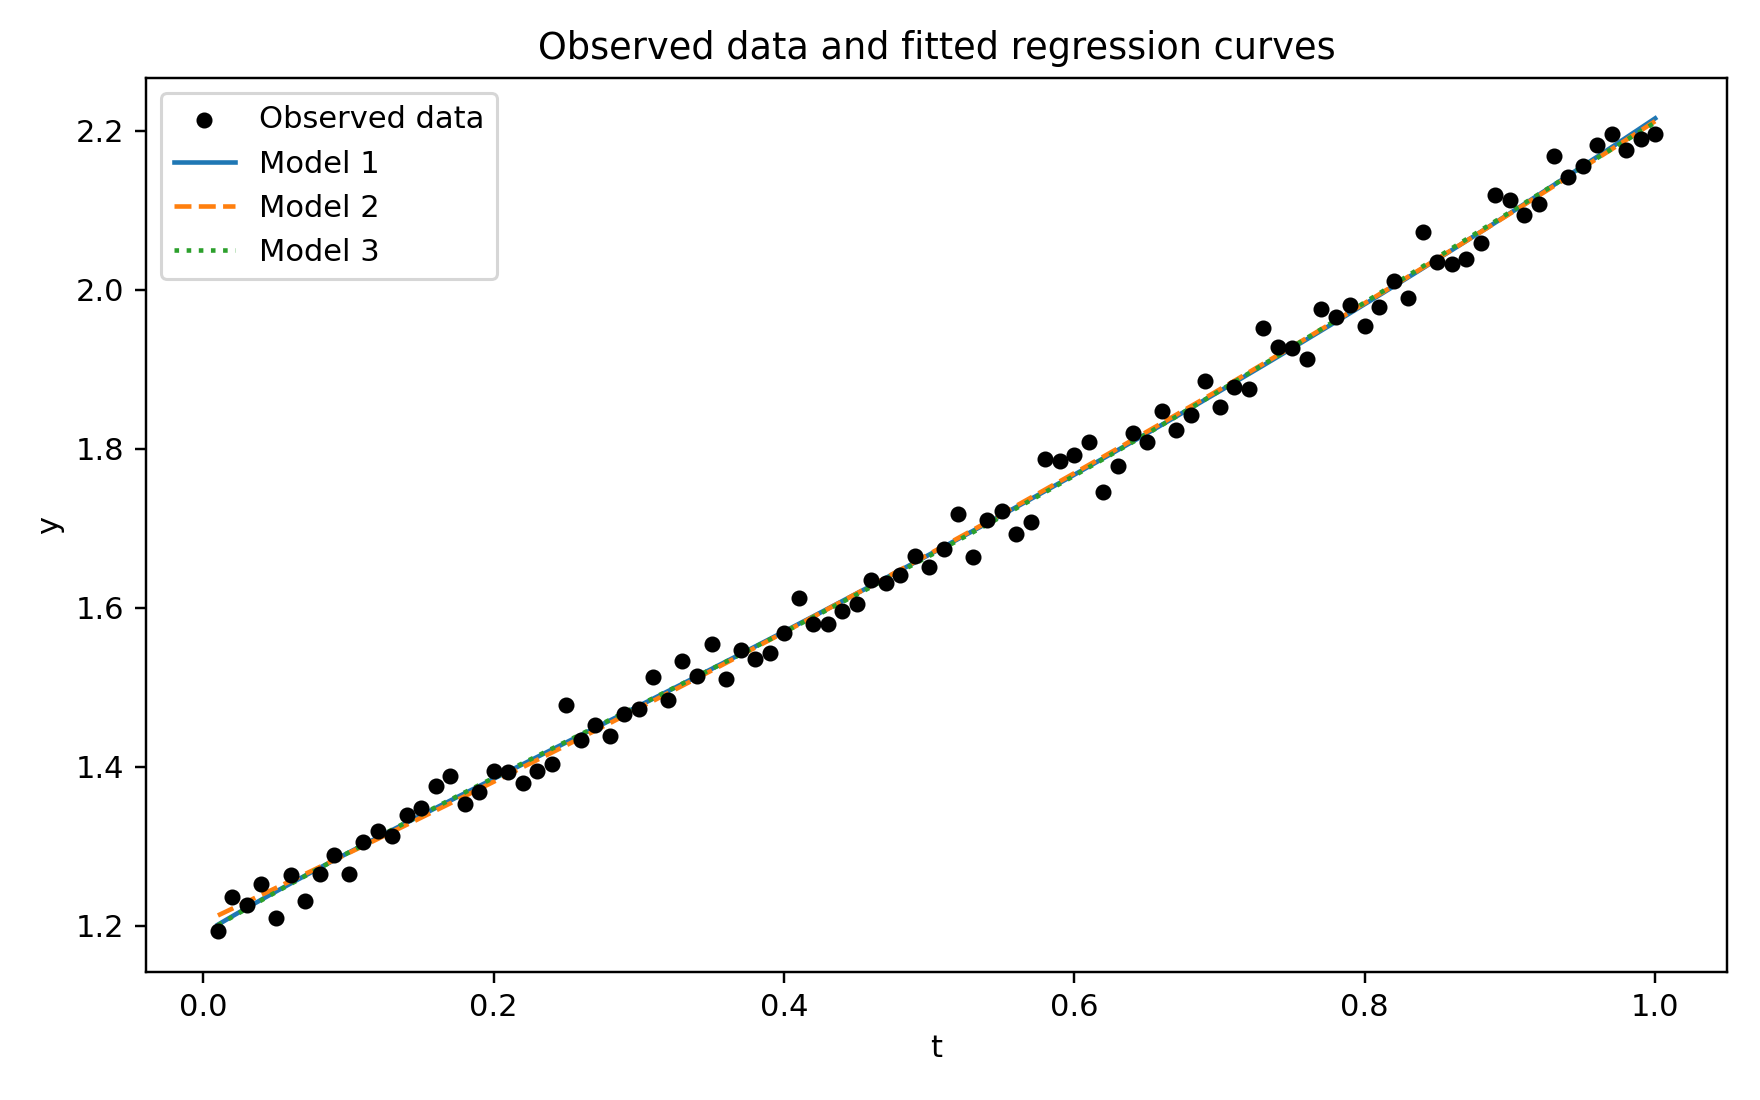 Observed data and fitted regression curves
Observed data
Model 1
Model 2
Model 3
2.2
2.0
1.8
1.6
1.4
1.2
y
0.0 0.2 0.4 0.6 0.8 1.0
t